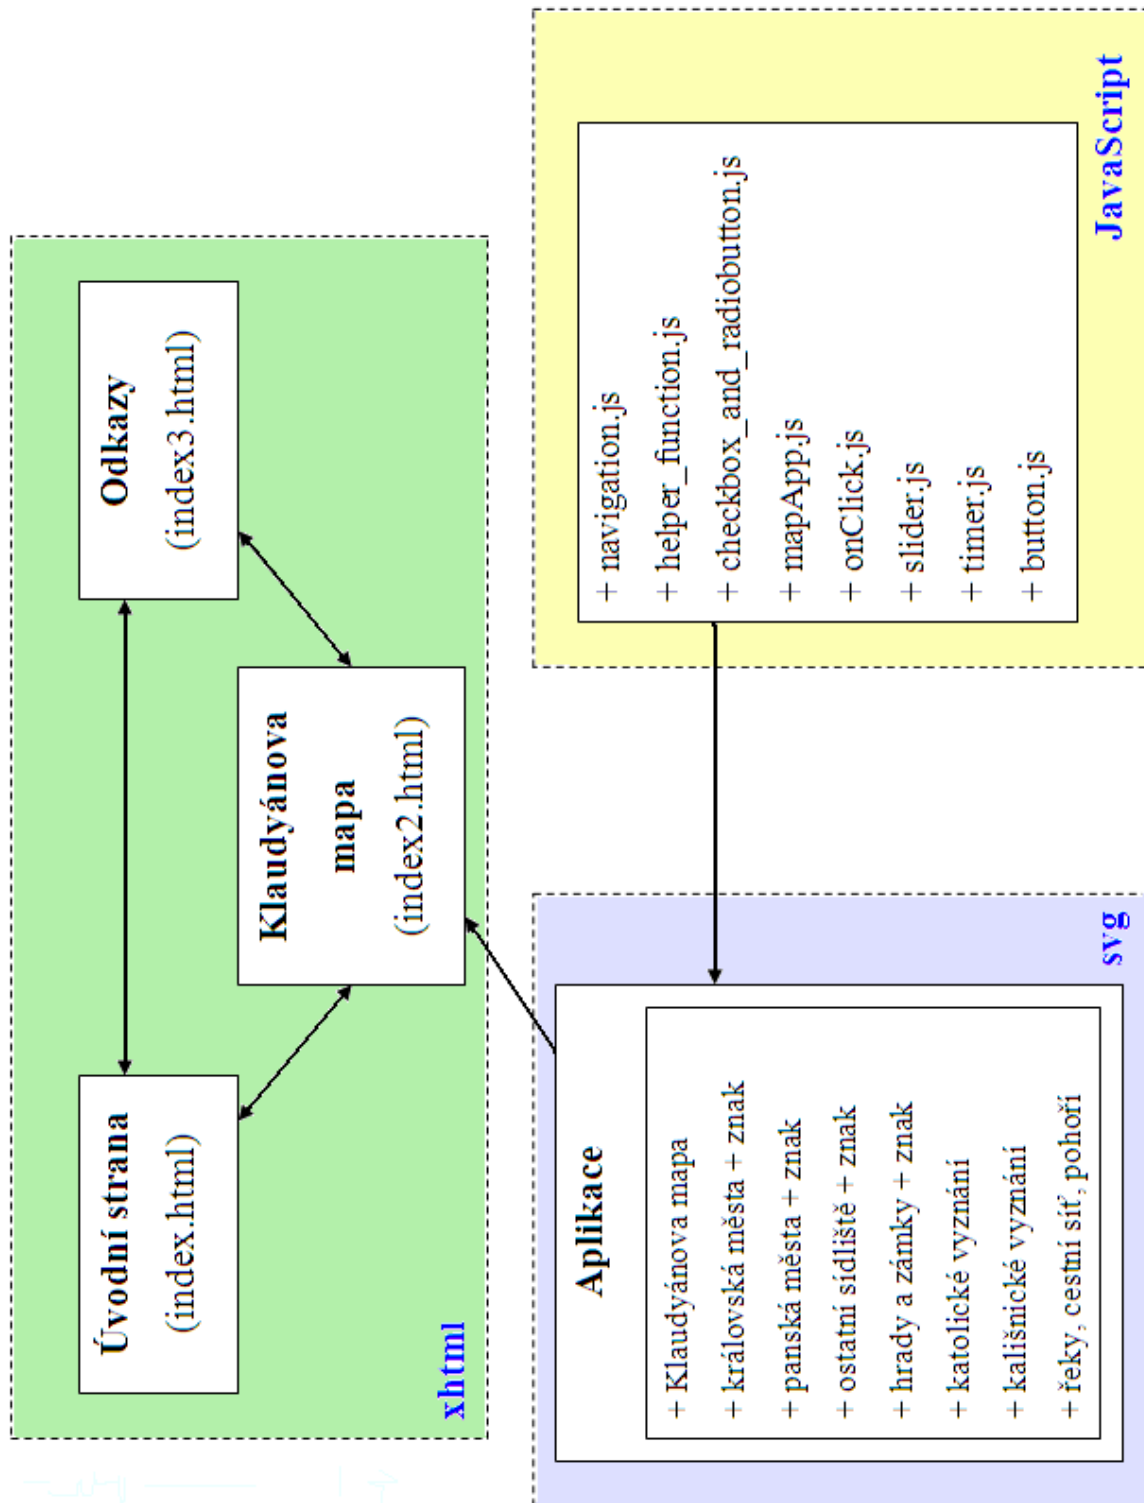 Úvodní strana
(index.html)
Odkazy
(index3.html)
Klaudyánova
mapa
(index2.html)
xhtml
Aplikace
+ Klaudyánova mapa
+ královská města + znak
+ panská města + znak
+ ostatní sídliště + znak
+ hrady a zámky + znak
+ katolické vyznání
+ kališnické vyznání
+ řeky, cestní síť, pohoří
svg
+ navigation.js
+ helper_function.js
+ checkbox_and_radiobutton.js
+ mapApp.js
+ onClick.js
+ slider.js
+ timer.js
+ button.js
JavaScript